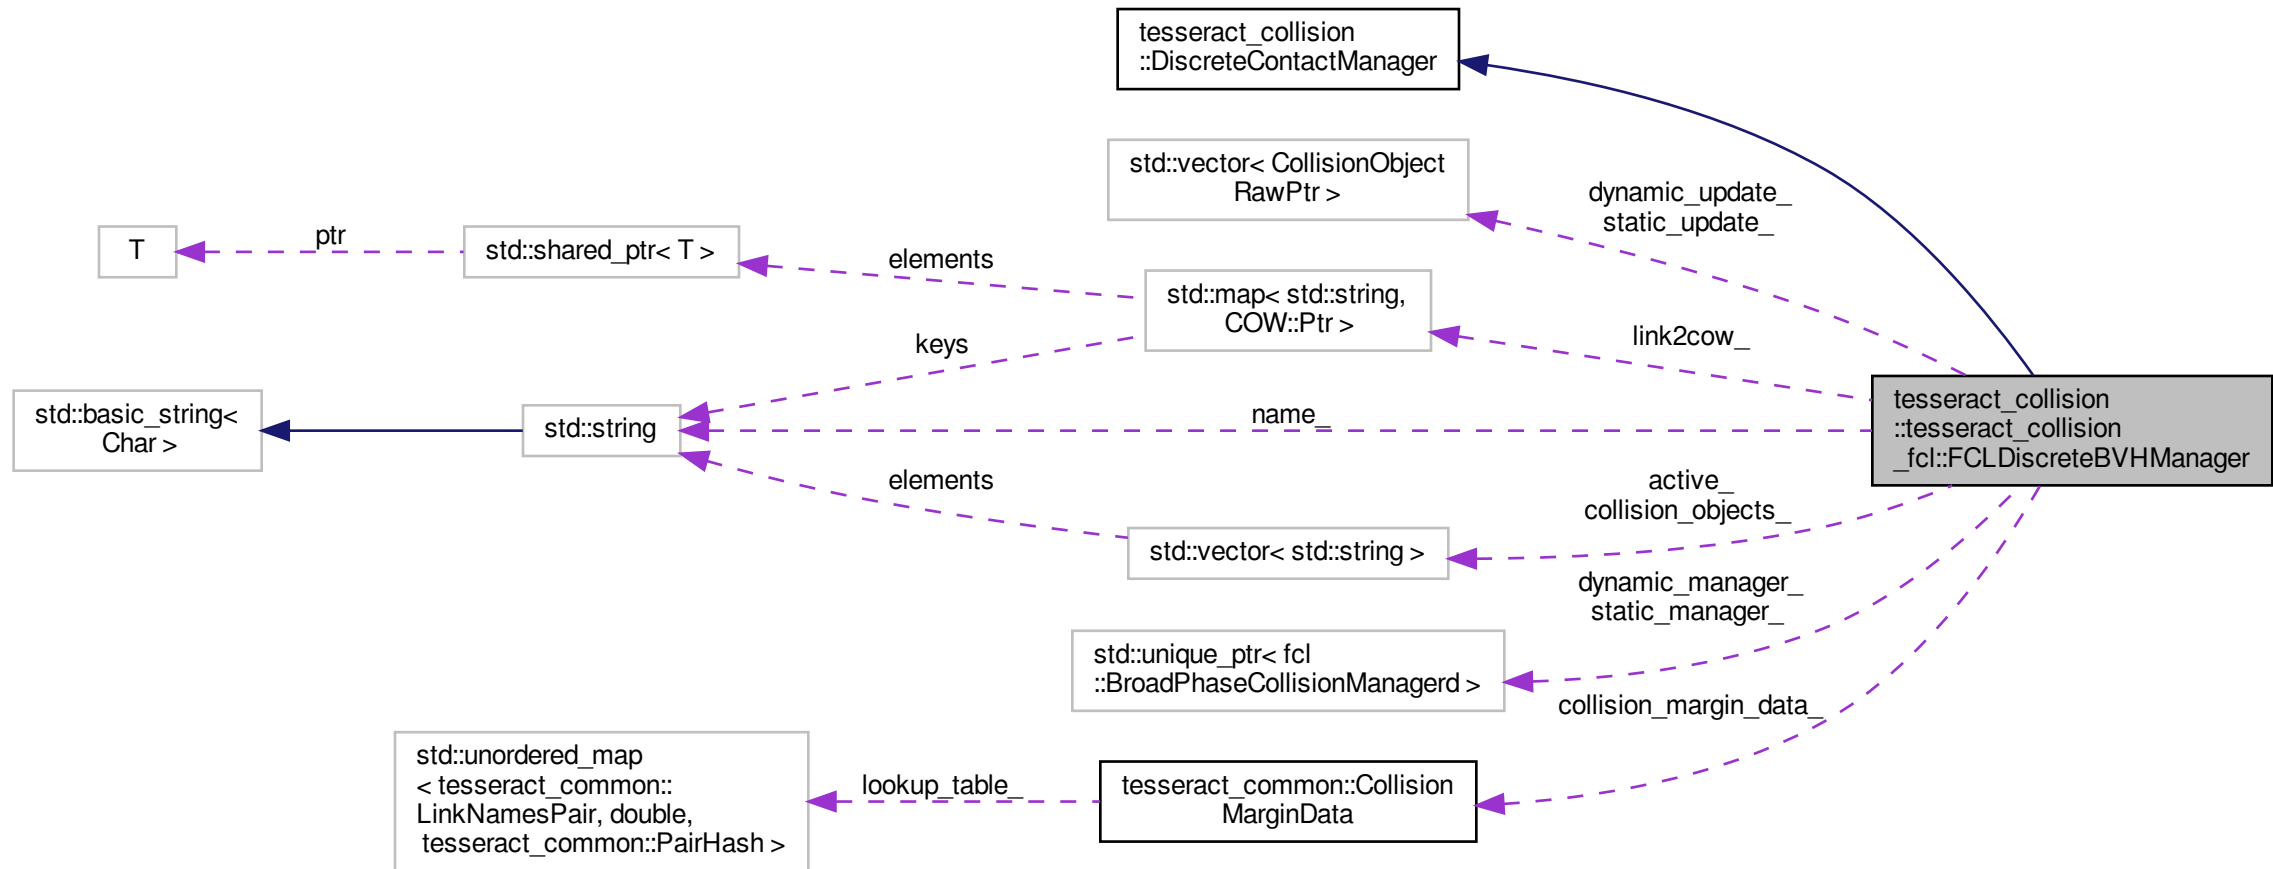 tesseract_collision
::DiscreteContactManager
std::vector< CollisionObject
RawPtr >
dynamic_update_
static_update_
T
ptr
std::shared_ptr< T >
elements
std::map< std::string,
COW::Ptr >
link2cow_
keys
std::basic_string<
Char >
std::string
name_
tesseract_collision
::tesseract_collision
_fcl::FCLDiscreteBVHManager
elements
active_
collision_objects_
std::vector< std::string >
dynamic_manager_
static_manager_
std::unique_ptr< fcl
::BroadPhaseCollisionManagerd >
collision_margin_data_
std::unordered_map
< tesseract_common::
LinkNamesPair, double,
tesseract_common::PairHash >
lookup_table_
tesseract_common::Collision
MarginData